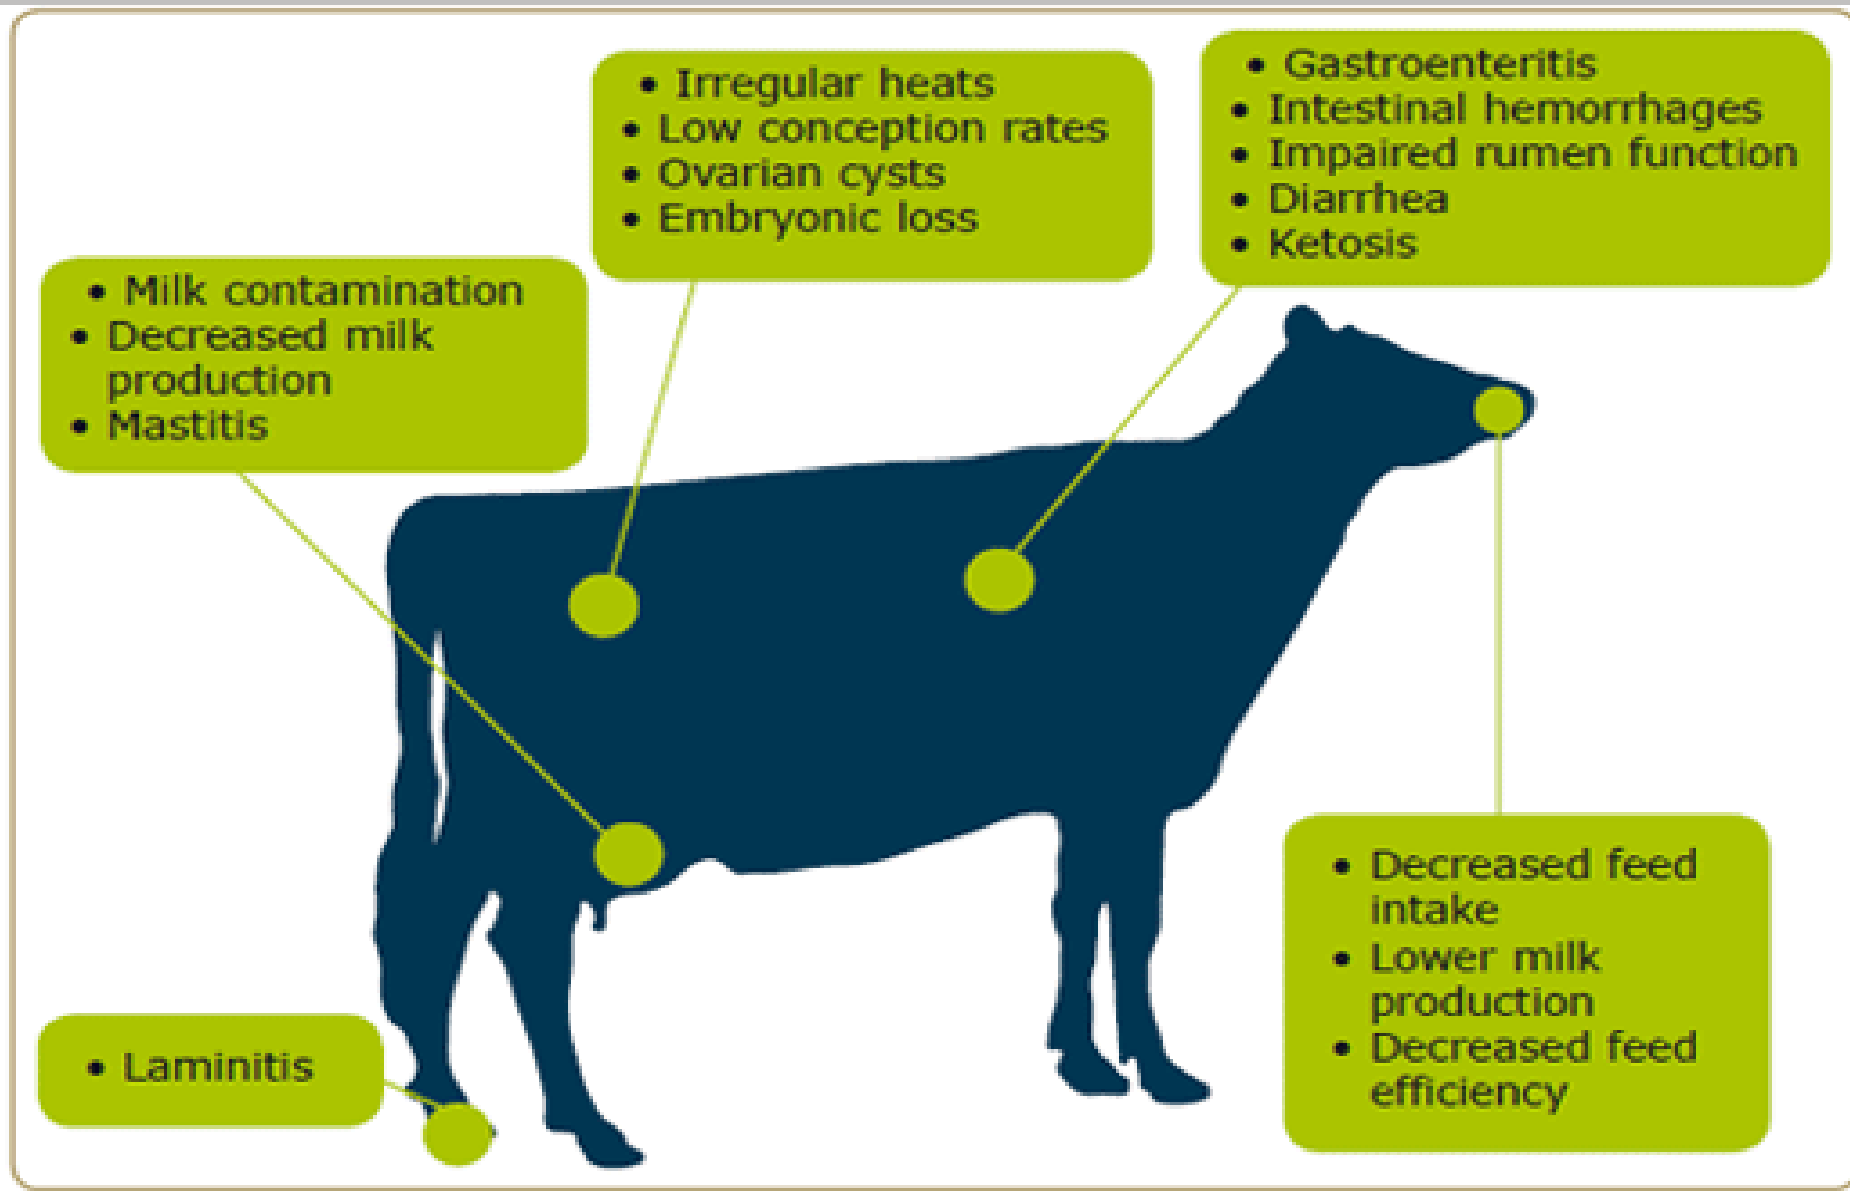 • Irregular heats
• Low conception rates
• Ovarian cysts
• Embryonic loss
• Gastroenteritis
• Intestinal hemorrhages
• Impaired rumen function
• Diarrhea
• Ketosis
• Milk contamination
• Decreased milk
production
• Mastitis
• Laminitis
• Decreased feed
intake
• Lower milk
production
• Decreased feed
efficiency